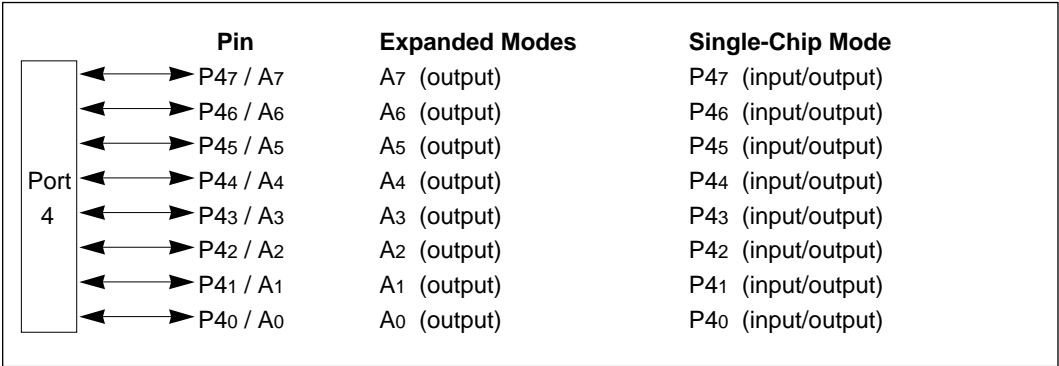 Pin Expanded Modes Single-Chip Mode
P47 / A7 A7 (output) P47 (input/output)
P46 / A6 A6 (output) P46 (input/output)
P45 / A5 A5 (output) P45 (input/output)
Port P44 / A4 A4 (output) P44 (input/output)
4 P43 / A3 A3 (output) P43 (input/output)
P42 / A2 A2 (output) P42 (input/output)
P41 / A1 A1 (output) P41 (input/output)
P40 / A0 A0 (output) P40 (input/output)